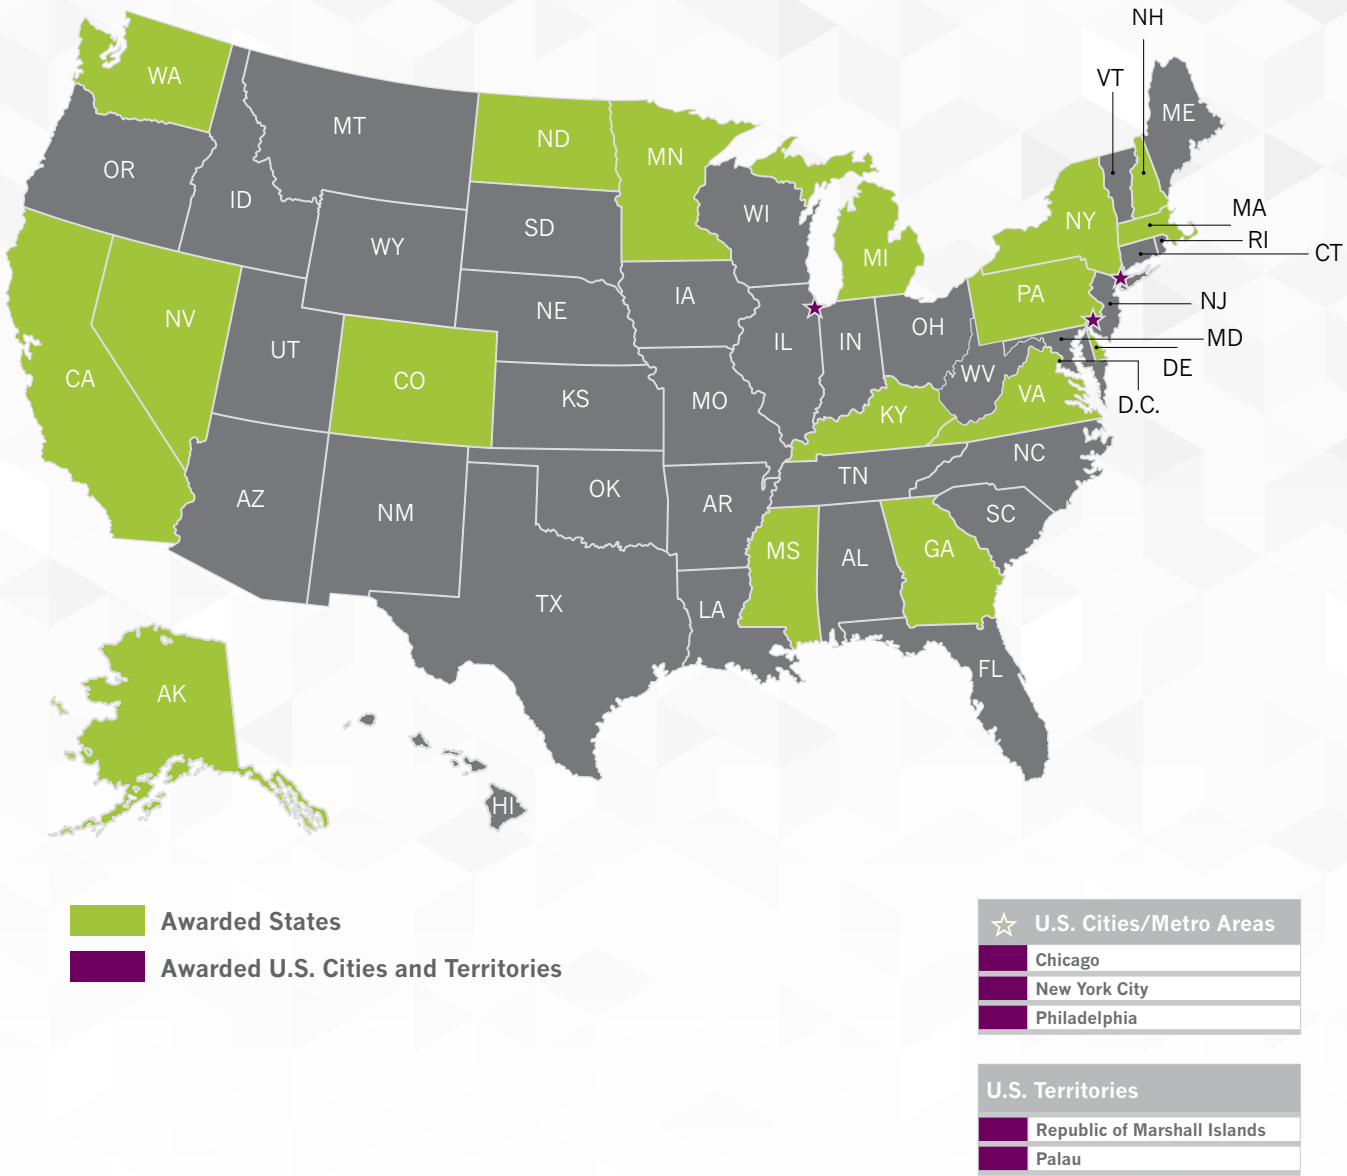 NH
VT
WA
ME
MT
ND
MN
OR
ID
WI
MA
NY
SD
RI
WY
CT
MI
PA
IA
NJ
NE
NV
OH
MD
UT
IL
IN
DE
WV
CA
CO
VA
KS
MO
D.C.
KY
NC
TN
OK
AZ
AR
NM
SC
MS
GA
AL
TX
LA
FL
AK
HI
Awarded States
Awarded U.S. Cities and Territories
U.S. Cities/Metro Areas
Chicago
New York City
Philadelphia
U.S. Territories
Republic of Marshall Islands
Palau